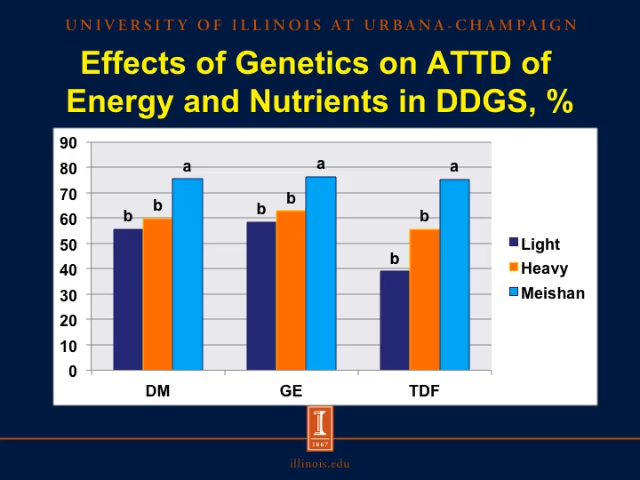 UNIVERSITY OF ILLINOIS AT URBANA-CHAMPAIGN
Effects of Genetics on ATTD of
Energy and Nutrients in DDGS, %
90
80
70
60
50
40
30
20
10
0
b
b
a
b
b
a
b
b
a
DM
GE
TDF
Light
Heavy
Meishan
I
1867
illinois.edu